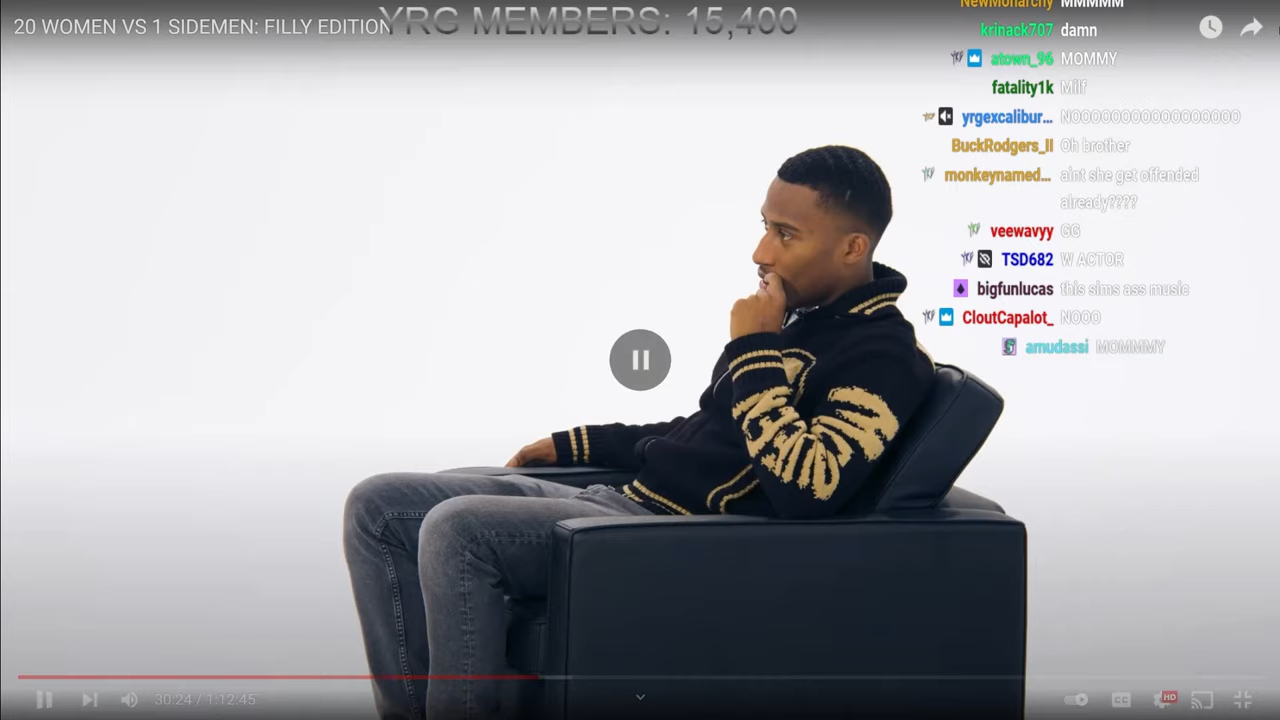 20 WOMEN VS 1 SIDEMEN: FILLY EDITION
YRG MEMBERS: 15,400
NewMonarchy MMMMM
krinack707 damn
atown_96 MOMMY
fatality1k Milf
yrgexcalibur... NOOOOOOOOOOOOOOOOO
BuckRodgers_II Oh brother
monkeynamed... aint she get offended
already????
veewavyy GG
TSD682 W ACTOR
bigfunlucas this sims ass music
CloutCapalot_ NOOO
amudassi MOMMMY
30:24 / 1:12:45
CC
HD